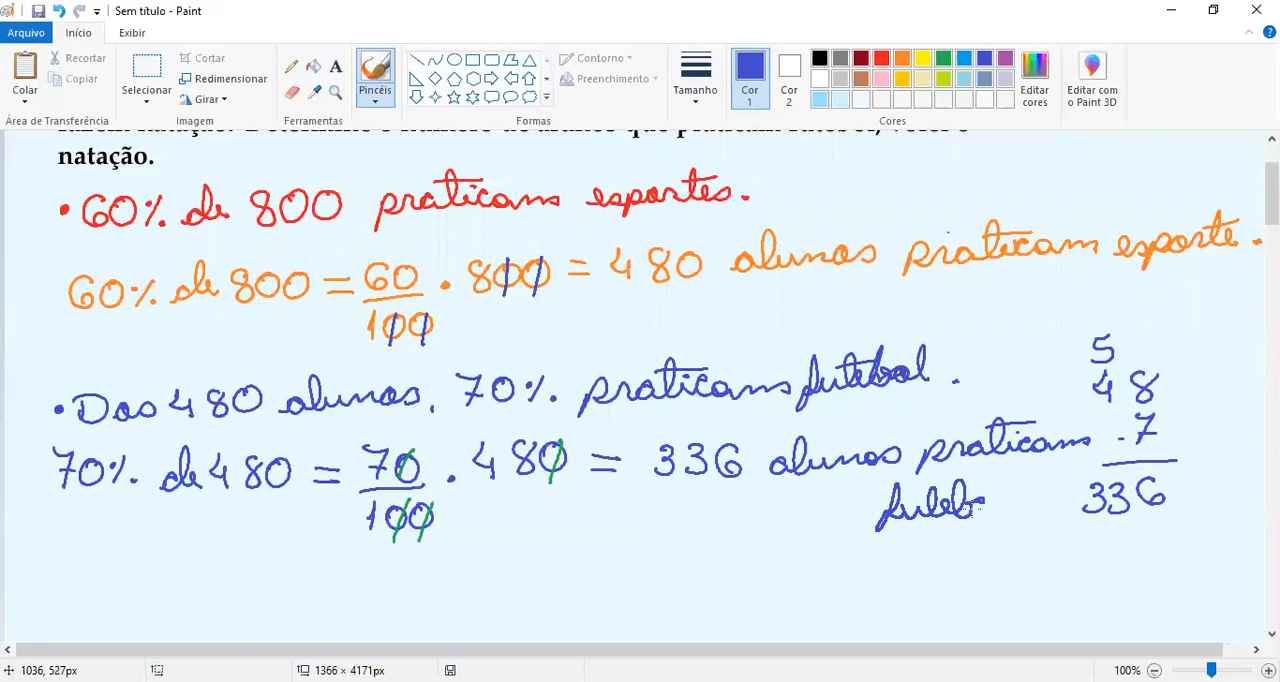 Sem título - Paint
Arquivo Início Exibir
Colar
Recortar
Copiar
Área de Transferência
Selecionar
Cortar
Redimensionar
Girar
Imagem
A
Ferramentas
Pincéis
Contorno
Preenchimento
Formas
Tamanho
Cor 1
Cor 2
Editar cores
Cores
Editar com o Paint 3D
natação.
• 60% de 800 praticam esportes.
60% de 800 = 60/100 . 800 = 480 alunos praticam esporte.
• Dos 480 alunos, 70% praticam futebol.
70% de 480 = 70/100 . 480 = 336 alunos praticam
futeb
5
48
. 7
336
1036, 527px
1366 × 4171px
100%